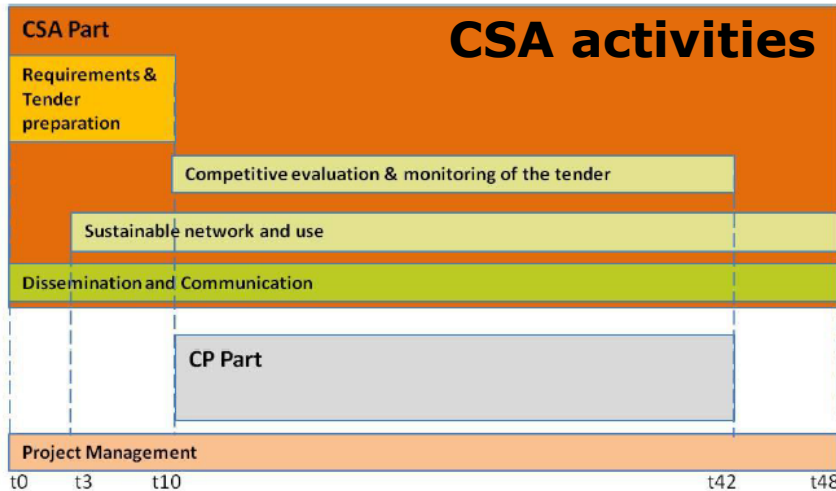 CSA Part
CSA activities
Requirements &
Tender
preparation
Competitive evaluation & monitoring of the tender
Sustainable network and use
Dissemination and Communication
CP Part
Project Management
t0 t3 t10 t42 t48